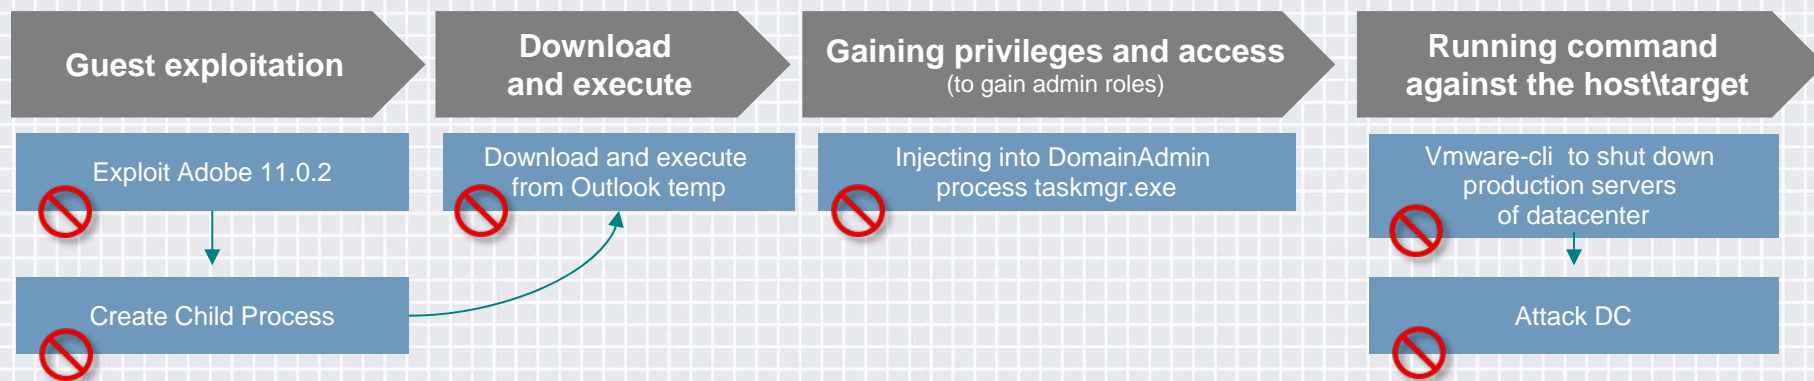 Guest exploitation
Download
and execute
Gaining privileges and access
(to gain admin roles)
Running command
against the host\target
Exploit Adobe 11.0.2
Create Child Process
Download and execute
from Outlook temp
Injecting into DomainAdmin
process taskmgr.exe
Vmware-cli  to shut down
production servers
of datacenter
Attack DC